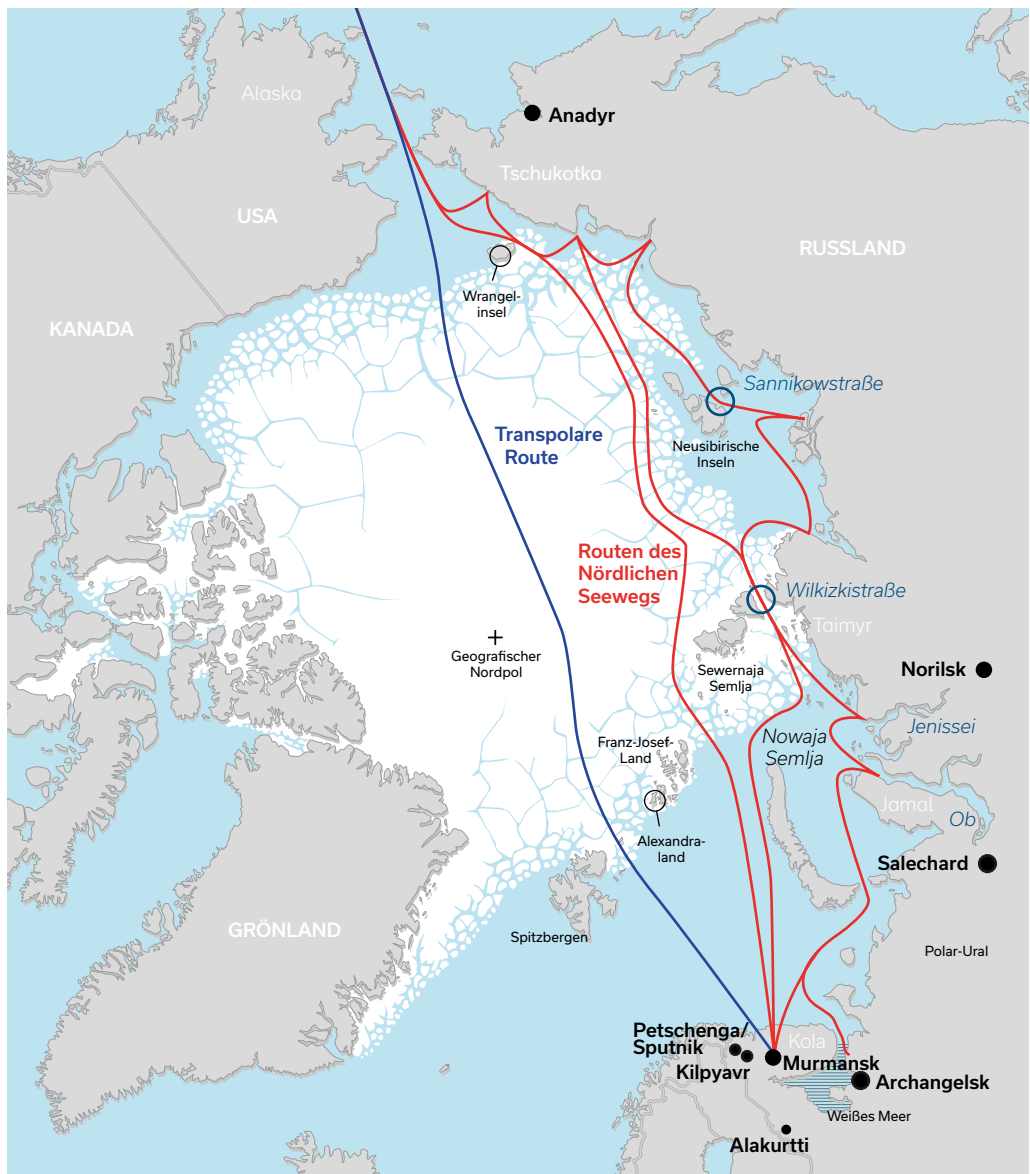 Alaska
Anadyr
Tschukotka
USA
RUSSLAND
Wrangel-
insel
KANADA
Sannikowstraße
Transpolare
Route
Neusibirische
Inseln
Routen des
Nördlichen
Seewegs
Wilkizkistraße
Taimyr
Geografischer
Nordpol
Sewernaja
Semlja
Norilsk
Jenissei
Nowaja
Semlja
Franz-Josef-
Land
Jamal
Ob
Alexandra-
land
Salechard
GRÖNLAND
Spitzbergen
Polar-Ural
Petschenga/
Sputnik
Kola
Kilpyavr
Murmansk
Archangelsk
Weißes Meer
Alakurtti